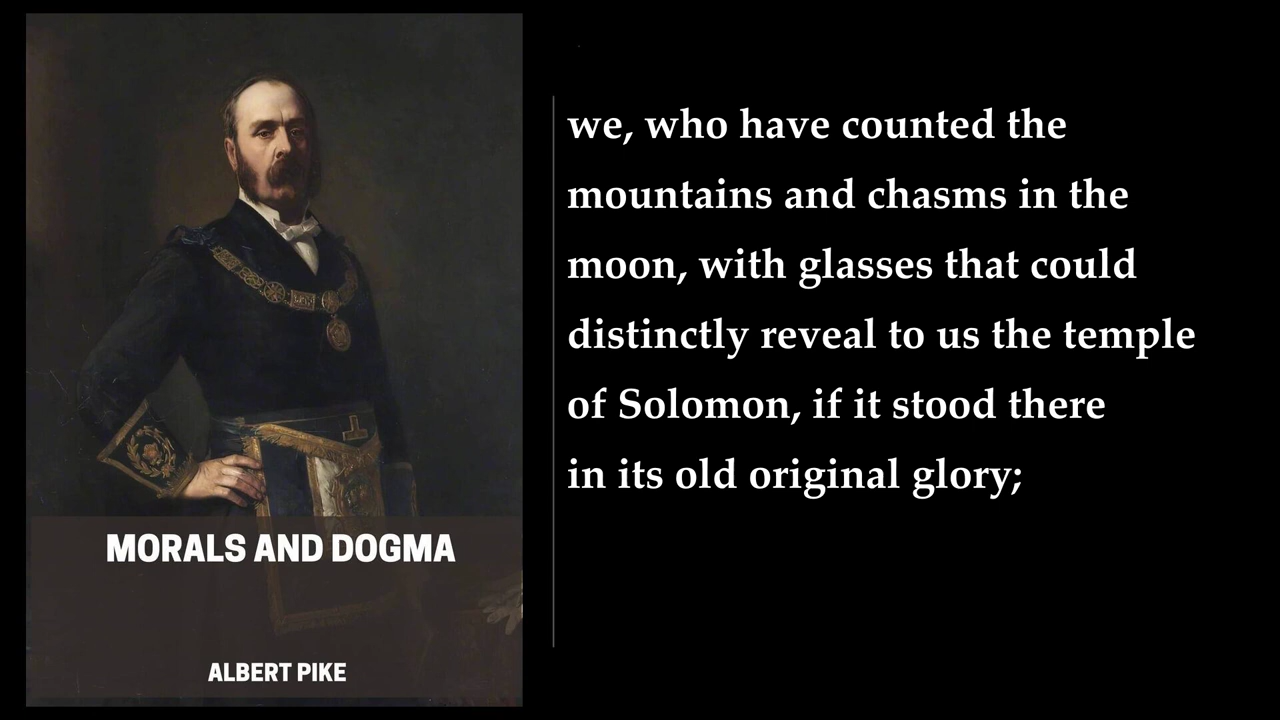 MORALS AND DOGMA
ALBERT PIKE
we, who have counted the
mountains and chasms in the
moon, with glasses that could
distinctly reveal to us the temple
of Solomon, if it stood there
in its old original glory;